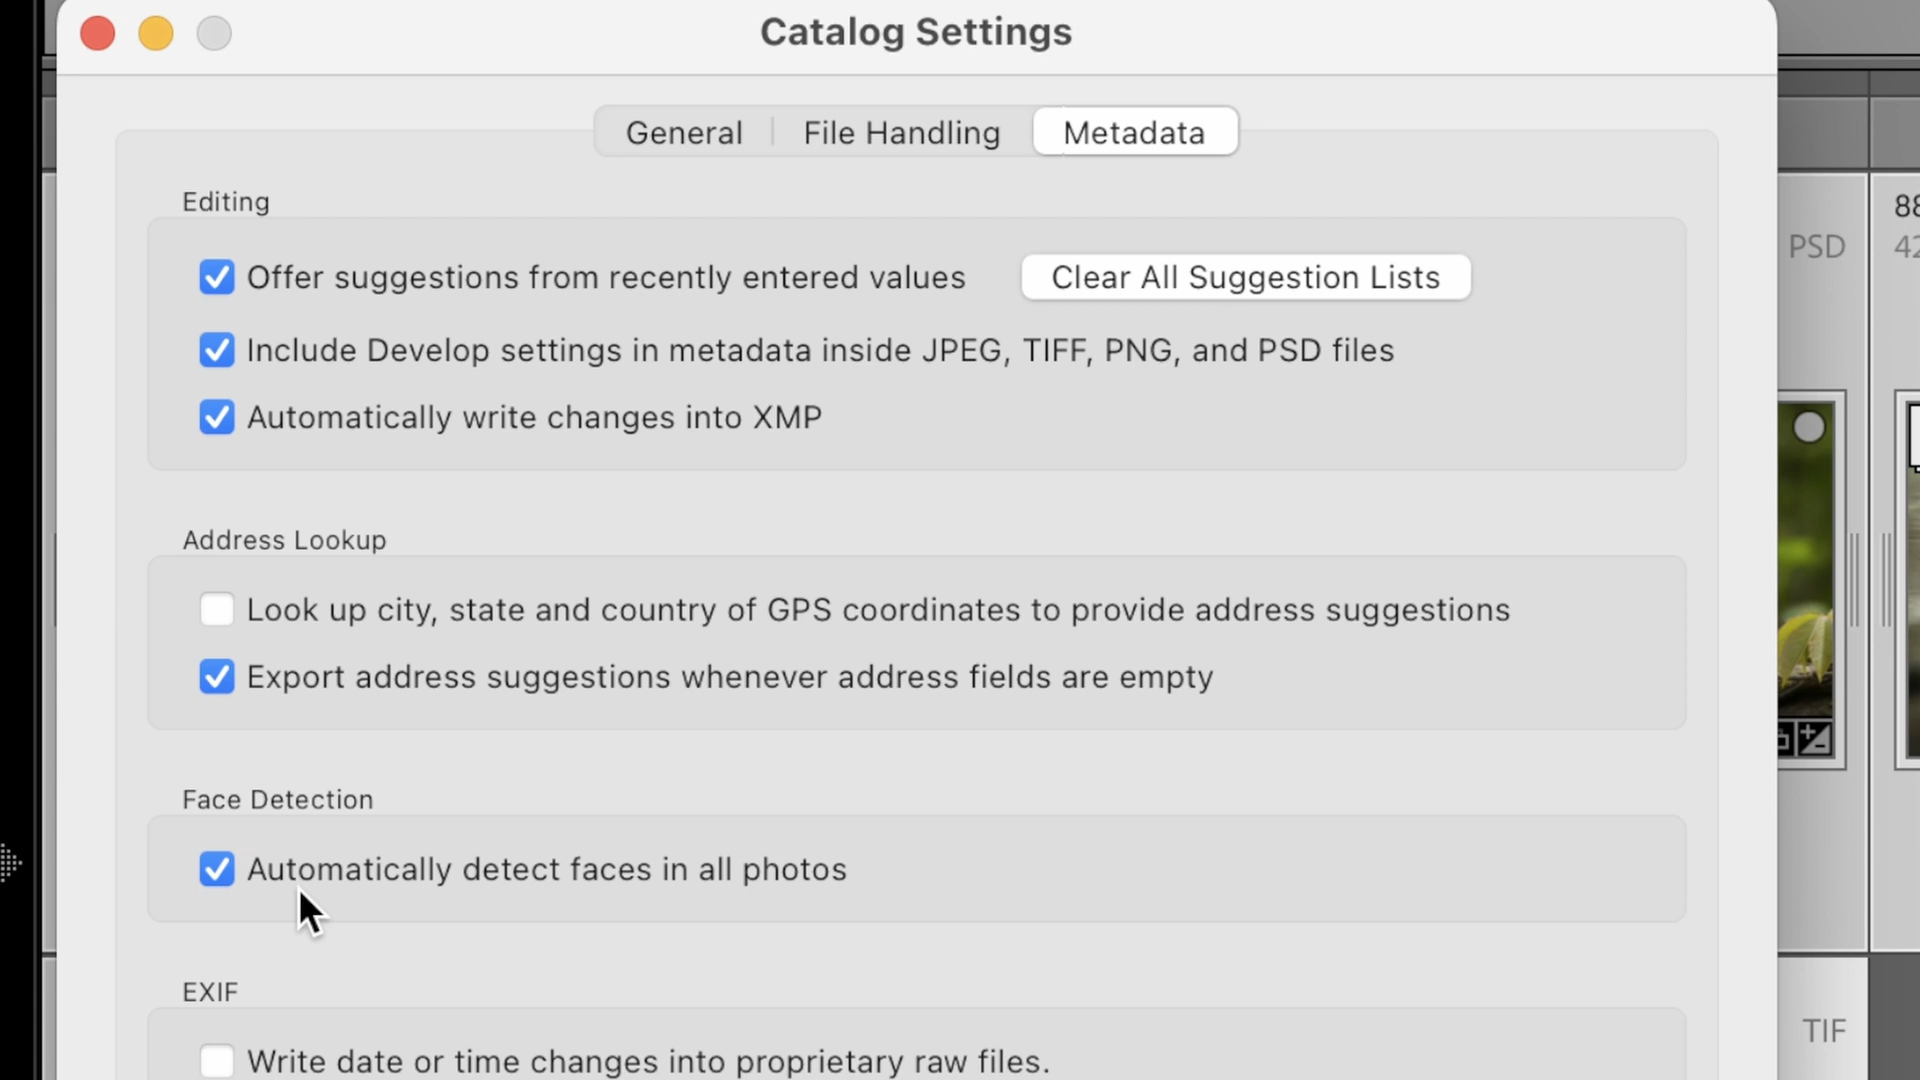 Catalog Settings
General
File Handling
Metadata
Editing
Offer suggestions from recently entered values
Clear All Suggestion Lists
Include Develop settings in metadata inside JPEG, TIFF, PNG, and PSD files
Automatically write changes into XMP
Address Lookup
Look up city, state and country of GPS coordinates to provide address suggestions
Export address suggestions whenever address fields are empty
Face Detection
Automatically detect faces in all photos
EXIF
Write date or time changes into proprietary raw files.
PSD
88
42
TIF